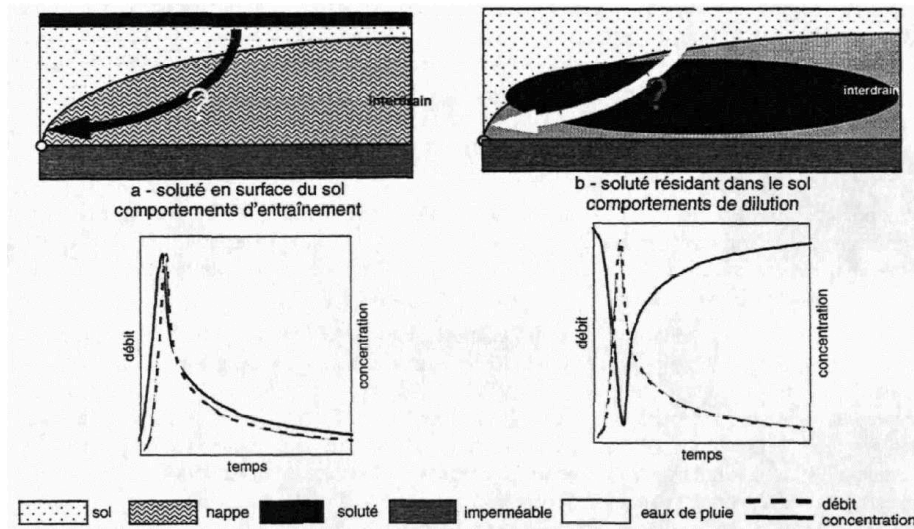 ?
interdrain
?
interdrain
a - soluté en surface du sol
comportements d'entraînement
b - soluté résidant dans le sol
comportements de dilution
débit
concentration
temps
débit
concentration
temps
sol
nappe
soluté
imperméable
eaux de pluie
débit
concentration